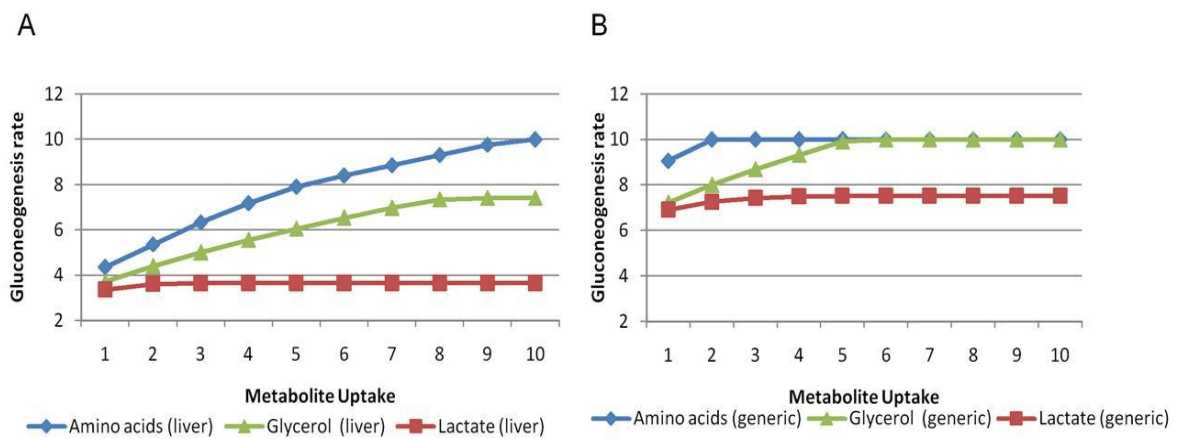 A
B
12
10
8
6
4
2
Gluconeogenesis rate
1 2 3 4 5 6 7 8 9 10
Metabolite Uptake
Amino acids (liver) Glycerol (liver) Lactate (liver)
12
10
8
6
4
2
Gluconeogenesis rate
1 2 3 4 5 6 7 8 9 10
Metabolite Uptake
Amino acids (generic) Glycerol (generic) Lactate (generic)